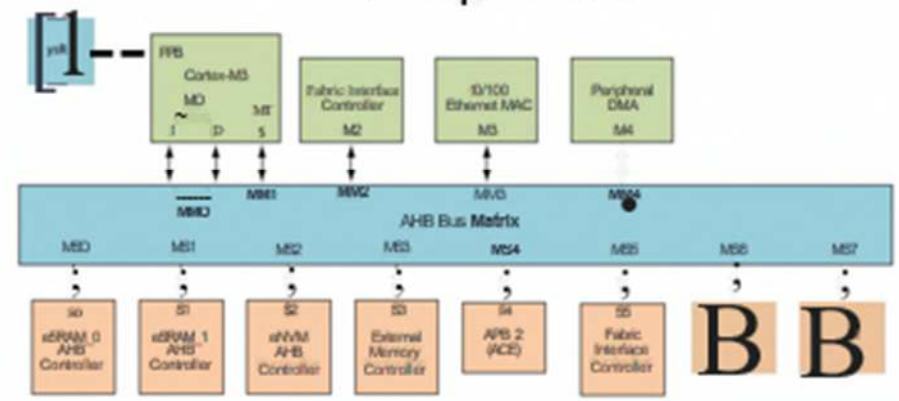 PPB
Cortex-M3
M0
I D S
Fabric Interface
Controller
M2
10/100
Ethernet MAC
M3
Peripheral
DMA
M4
MM1 MM2 MM3 MM4
AHB Bus Matrix
MS0 MS1 MS2 MS3 MS4 MS5 MS6 MS7
S0
eSRAM_0
AHB
Controller
S1
eSRAM_1
AHB
Controller
S2
eNVM
AHB
Controller
S3
External
Memory
Controller
S4
APB 2
(ACE)
S5
Fabric
Interface
Controller
B
B